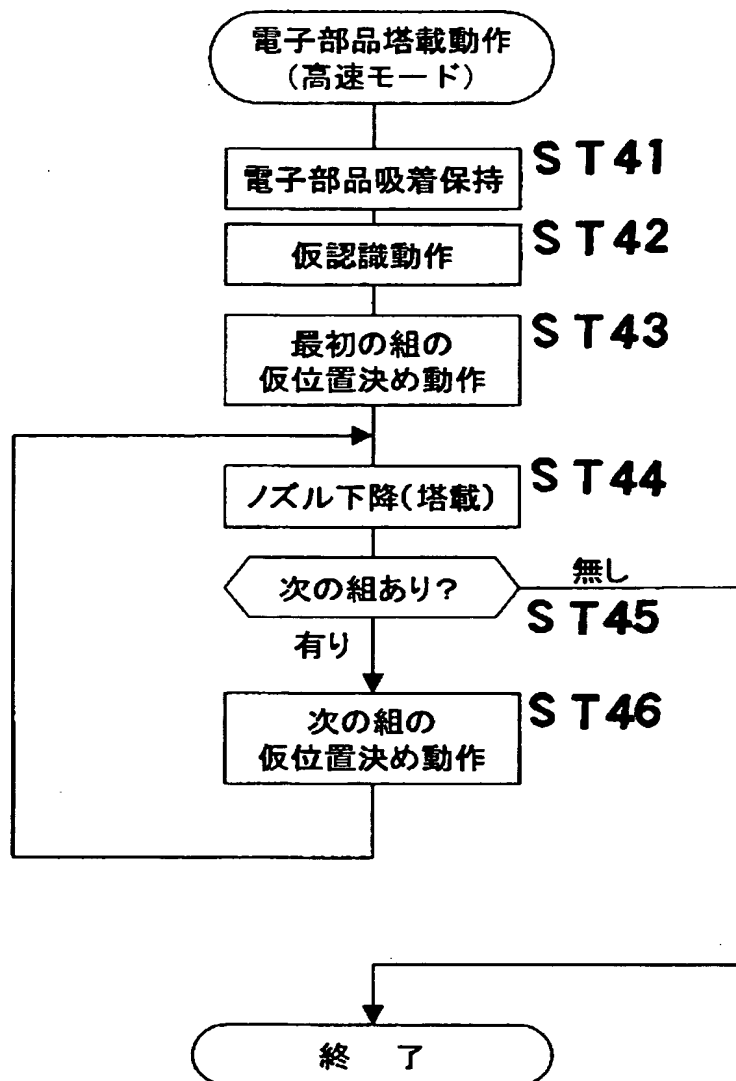 電子部品塔載動作
(高速モード)
電子部品吸着保持
ST41
仮認識動作
ST42
最初の組の
仮位置決め動作
ST43
ノズル下降(塔載)
ST44
次の組あり?
無し
ST45
有り
次の組の
仮位置決め動作
ST46
終 了